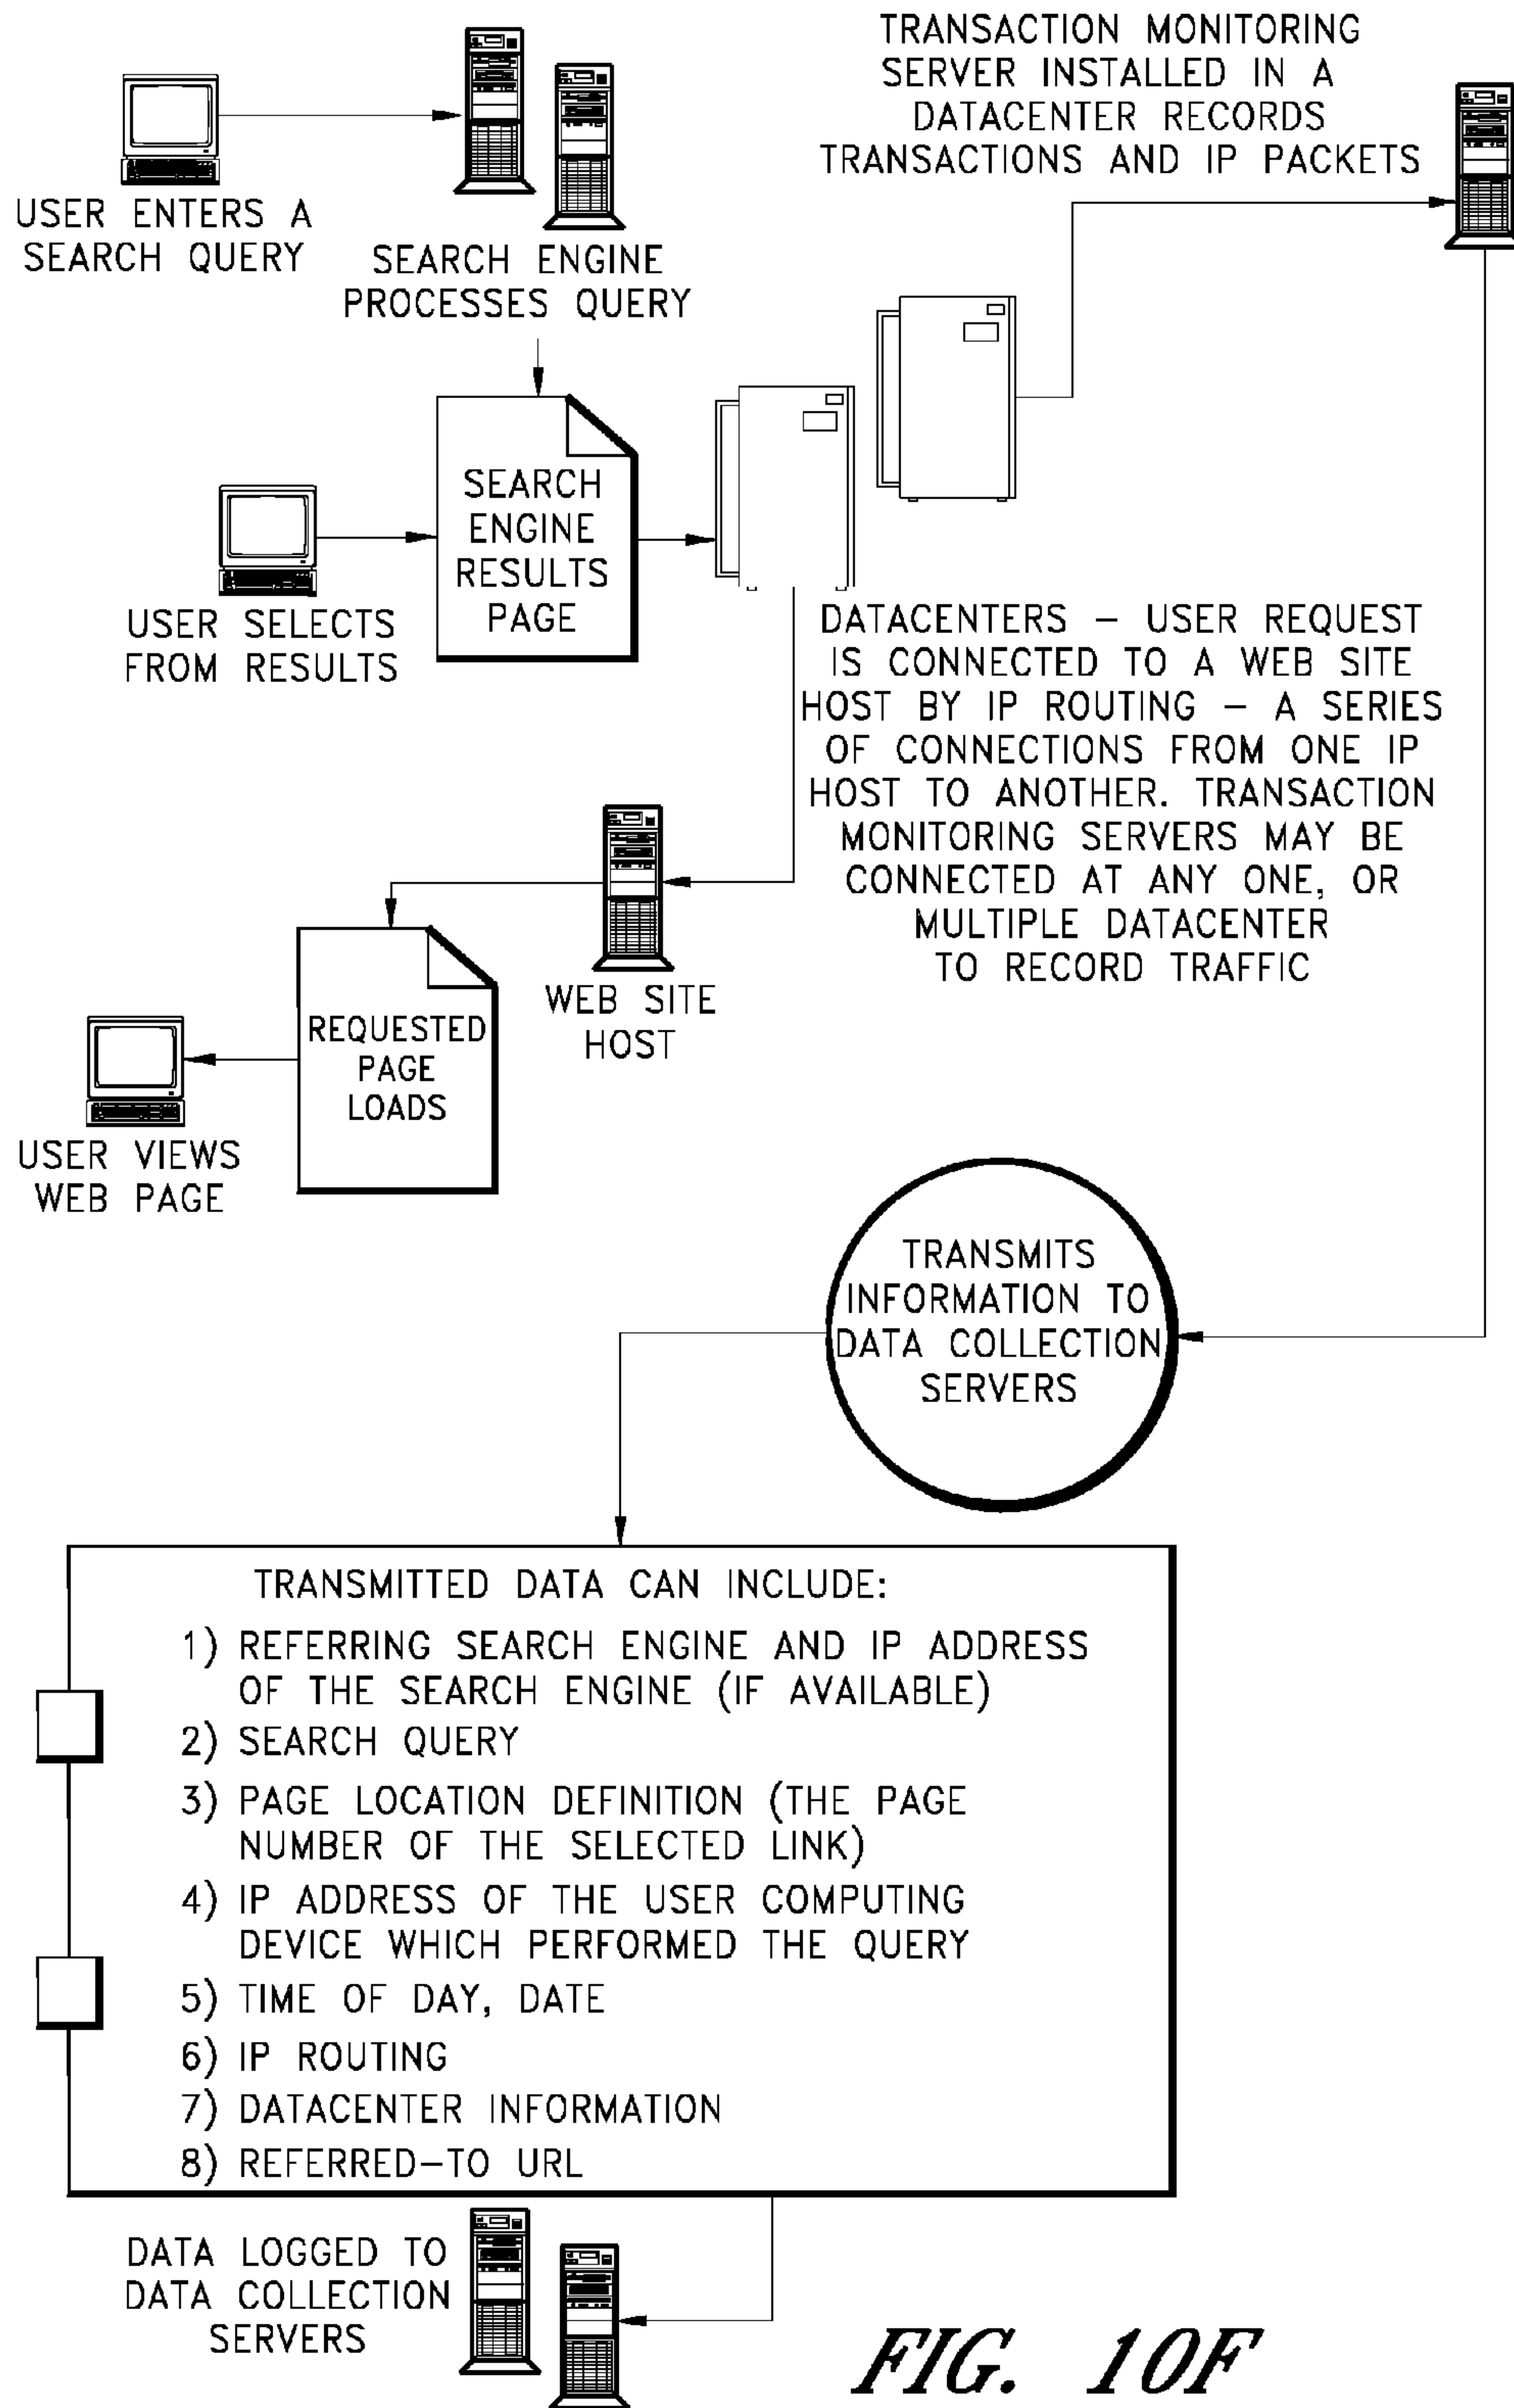 TRANSACTION MONITORING
SERVER INSTALLED IN A
DATACENTER RECORDS
TRANSACTIONS AND IP PACKETS
USER ENTERS A
SEARCH QUERY
SEARCH ENGINE
PROCESSES QUERY
SEARCH
ENGINE
RESULTS
PAGE
USER SELECTS
FROM RESULTS
DATACENTERS – USER REQUEST
IS CONNECTED TO A WEB SITE
HOST BY IP ROUTING – A SERIES
OF CONNECTIONS FROM ONE IP
HOST TO ANOTHER. TRANSACTION
MONITORING SERVERS MAY BE
CONNECTED AT ANY ONE, OR
MULTIPLE DATACENTER
TO RECORD TRAFFIC
WEB SITE
HOST
REQUESTED
PAGE
LOADS
USER VIEWS
WEB PAGE
TRANSMITS
INFORMATION TO
DATA COLLECTION
SERVERS
TRANSMITTED DATA CAN INCLUDE:
1) REFERRING SEARCH ENGINE AND IP ADDRESS
OF THE SEARCH ENGINE (IF AVAILABLE)
2) SEARCH QUERY
3) PAGE LOCATION DEFINITION (THE PAGE
NUMBER OF THE SELECTED LINK)
4) IP ADDRESS OF THE USER COMPUTING
DEVICE WHICH PERFORMED THE QUERY
5) TIME OF DAY, DATE
6) IP ROUTING
7) DATACENTER INFORMATION
8) REFERRED–TO URL
DATA LOGGED TO
DATA COLLECTION
SERVERS
FIG. 10F